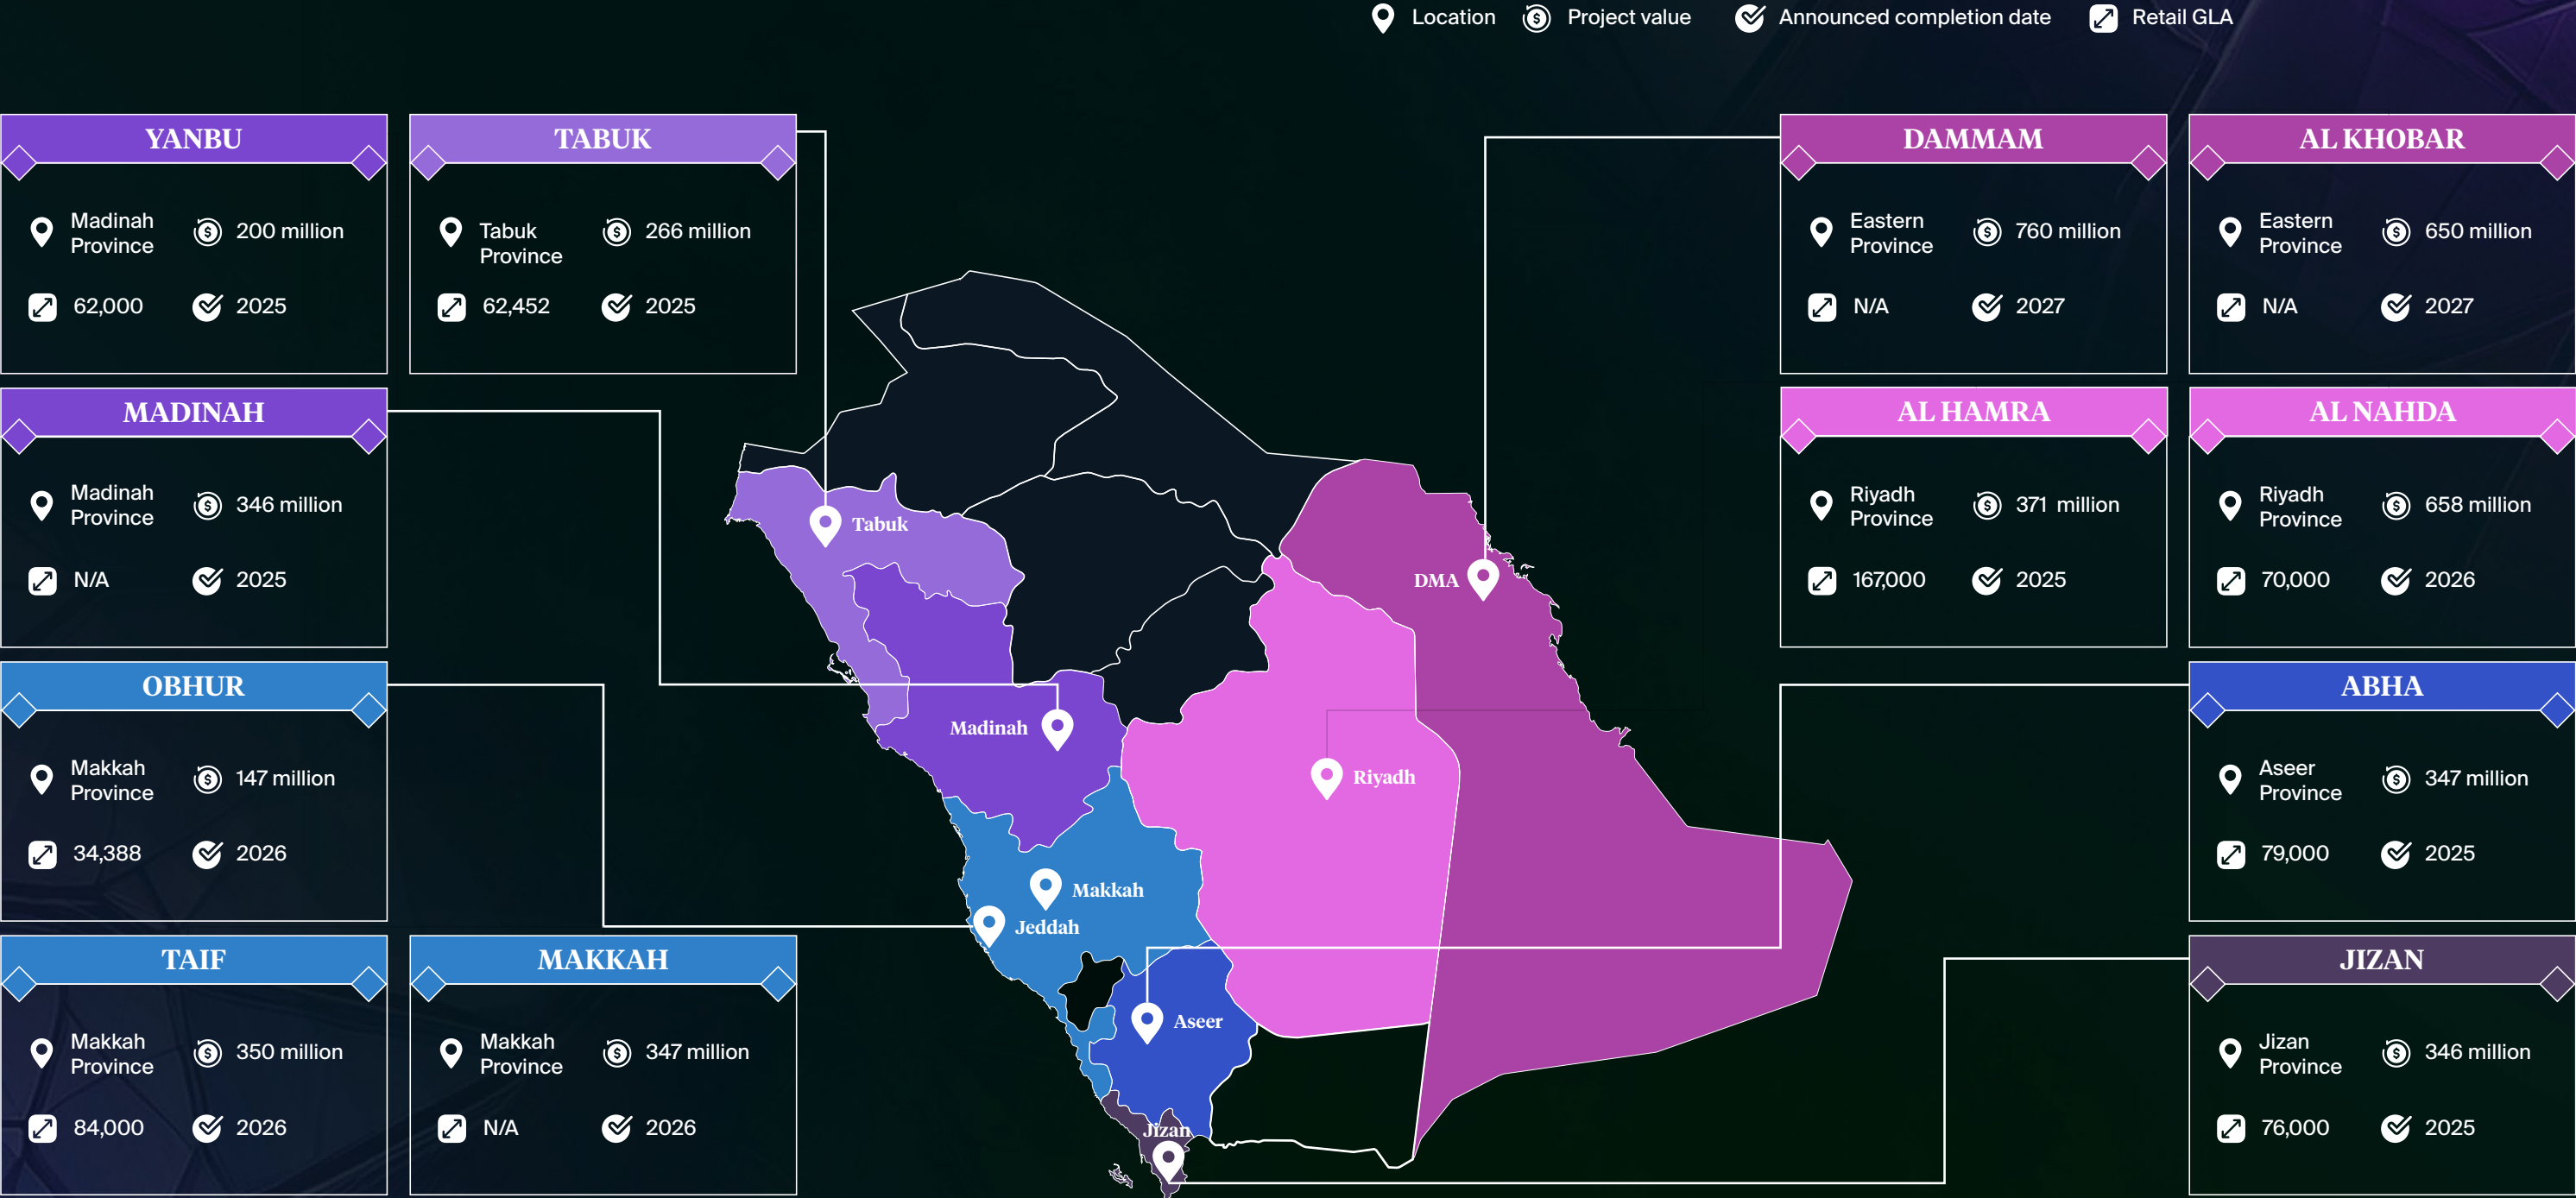 Location
Project value
Announced completion date
Retail GLA
YANBU
Madinah
Province
200 million
62,000
2025
TABUK
Tabuk
Province
266 million
62,452
2025
DAMMAM
Eastern
Province
760 million
N/A
2027
AL KHOBAR
Eastern
Province
650 million
N/A
2027
MADINAH
Madinah
Province
346 million
N/A
2025
AL HAMRA
Riyadh
Province
371 million
167,000
2025
AL NAHDA
Riyadh
Province
658 million
70,000
2026
OBHUR
Makkah
Province
147 million
34,388
2026
ABHA
Aseer
Province
347 million
79,000
2025
TAIF
Makkah
Province
350 million
84,000
2026
MAKKAH
Makkah
Province
347 million
N/A
2026
JIZAN
Jizan
Province
346 million
76,000
2025
Tabuk
DMA
Madinah
Riyadh
Makkah
Jeddah
Aseer
Jizan